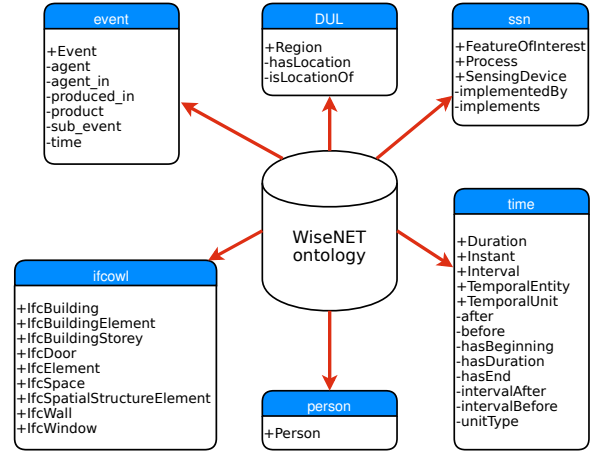 event
+Event
-agent
-agent_in
-produced_in
-product
-sub_event
-time
DUL
+Region
-hasLocation
-isLocationOf
ssn
+FeatureOfInterest
+Process
+SensingDevice
-implementedBy
-implements
WiseNET
ontology
time
+Duration
+Instant
+Interval
+TemporalEntity
+TemporalUnit
-after
-before
-hasBeginning
-hasDuration
-hasEnd
-intervalAfter
-intervalBefore
-unitType
ifcowl
+IfcBuilding
+IfcBuildingElement
+IfcBuildingStorey
+IfcDoor
+IfcElement
+IfcSpace
+IfcSpatialStructureElement
+IfcWall
+IfcWindow
person
+Person